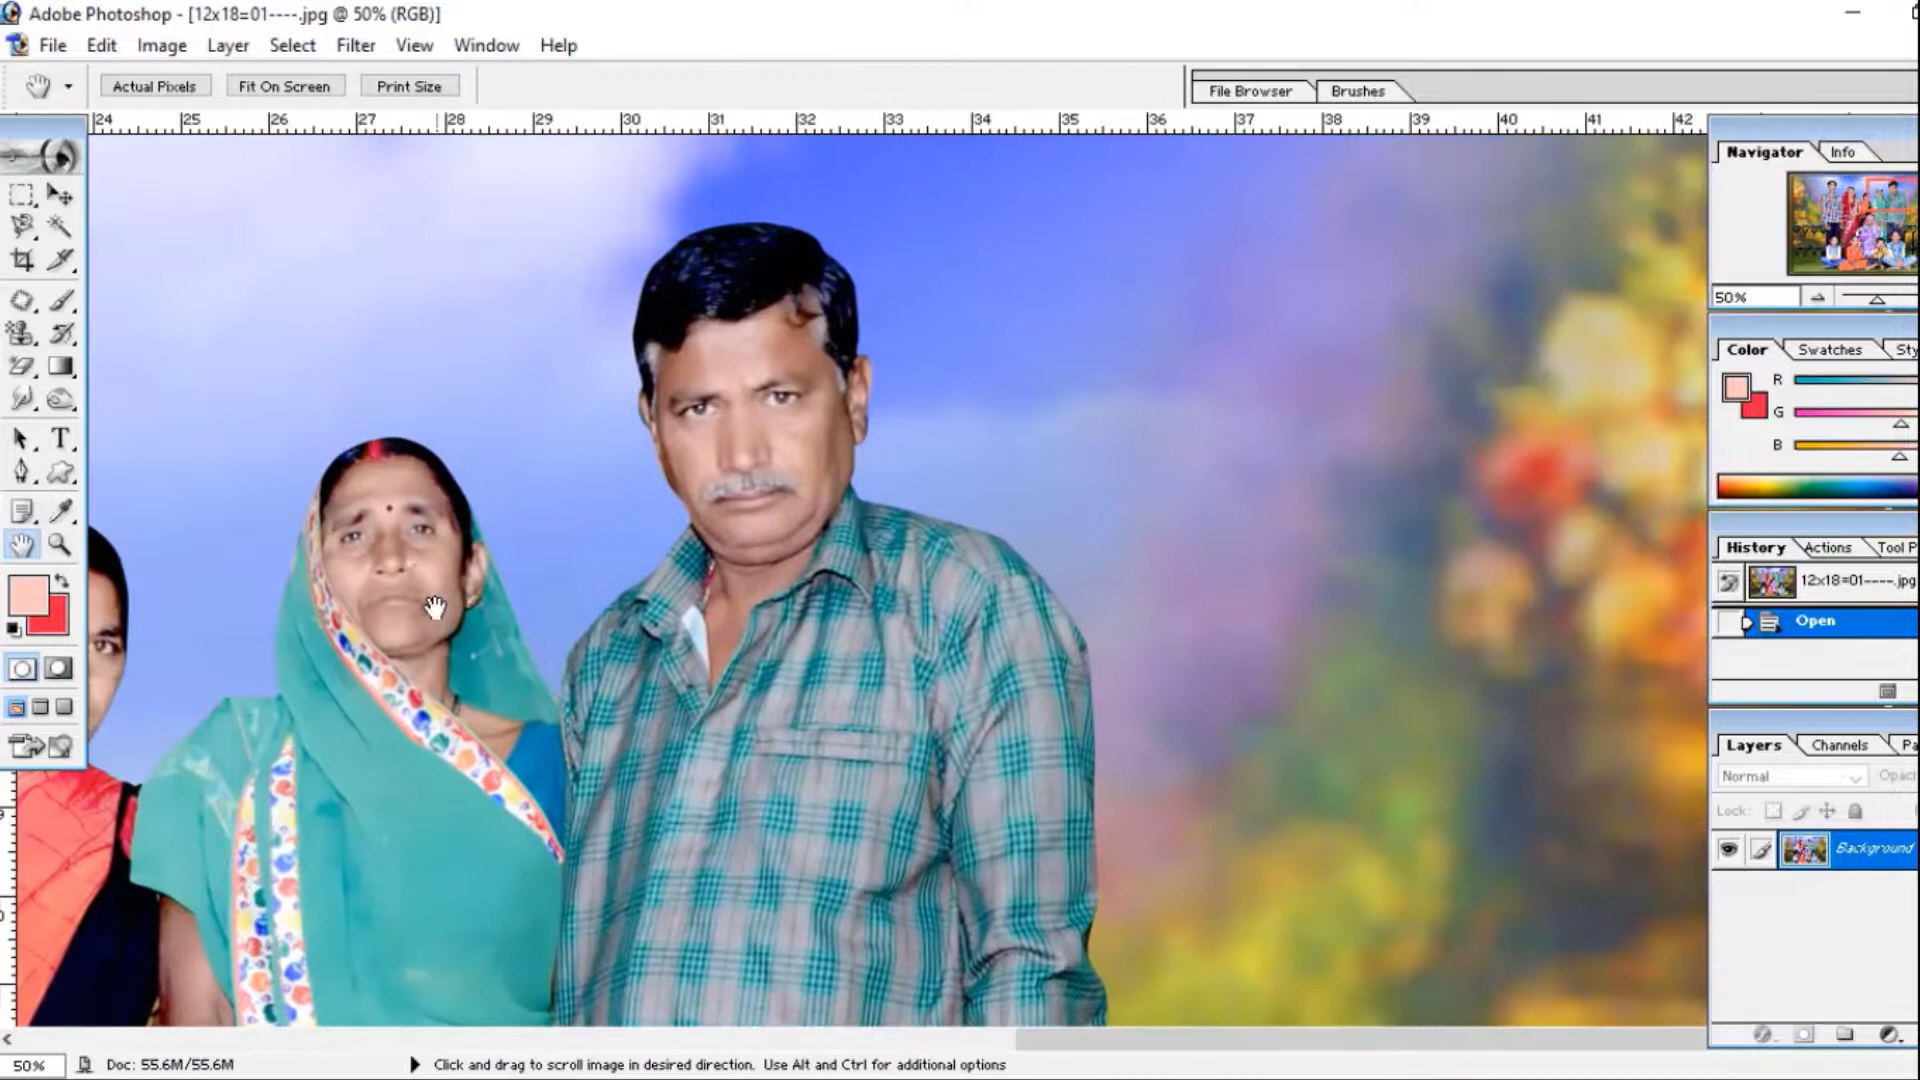 Adobe Photoshop - [12x18=01----.jpg @ 50% (RGB)]
File Edit Image Layer Select Filter View Window Help
Actual Pixels Fit On Screen Print Size
File Browser Brushes
24 25 26 27 28 29 30 31 32 33 34 35 36 37 38 39 40 41 42
Navigator Info
50%
Color Swatches Sty
R
G
B
T
History Actions Tool P
12x18=01----.jpg
Open
Layers Channels Pa
Normal Opaci
Lock:
Background
50% Doc: 55.6M/55.6M Click and drag to scroll image in desired direction. Use Alt and Ctrl for additional options